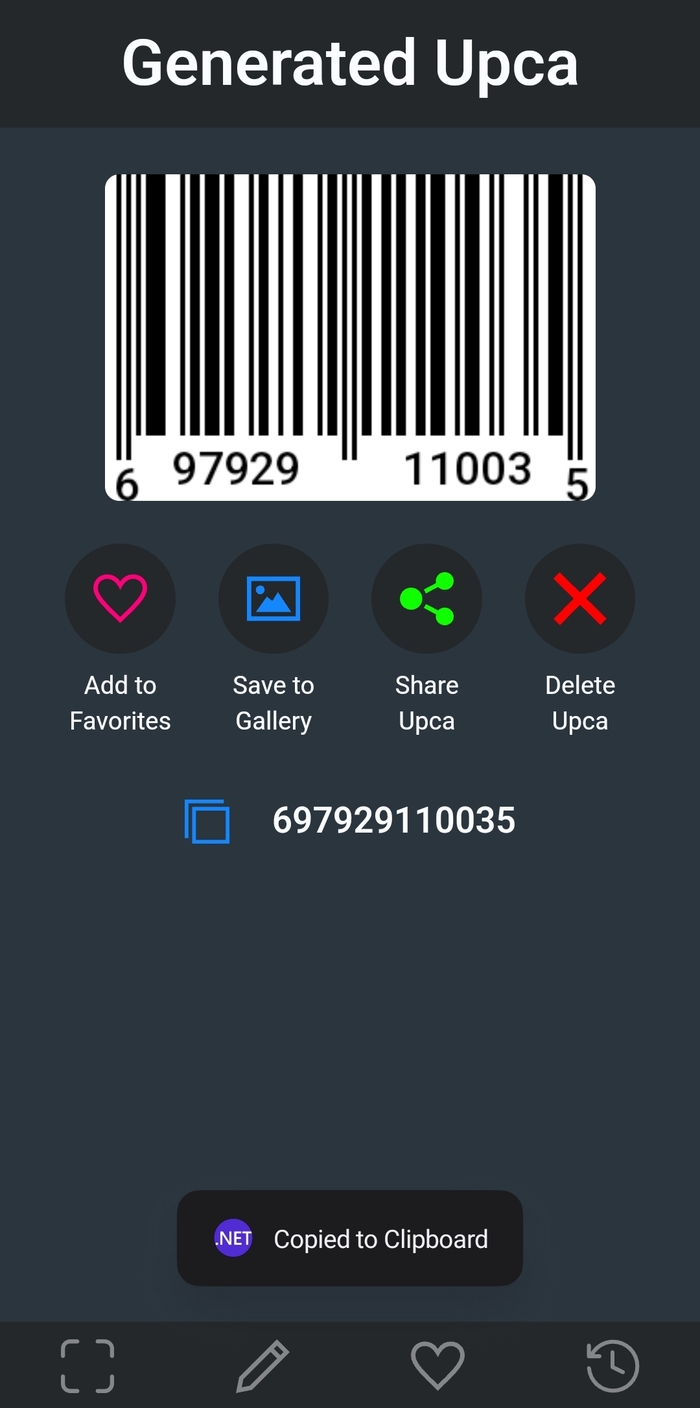 Generated Upca
6 97929 11003 5
Add to Favorites
Save to Gallery
Share Upca
Delete Upca
697929110035
.NET Copied to Clipboard